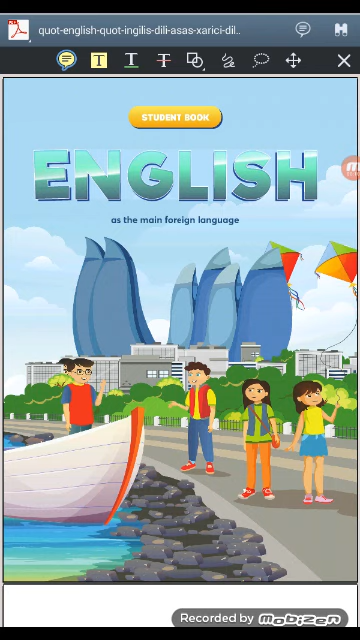 quot-english-quot-ingilis-dili-asas-xarici-dil..
T T T
STUDENT BOOK
ENGLISH
as the main foreign language
Recorded by mobizen